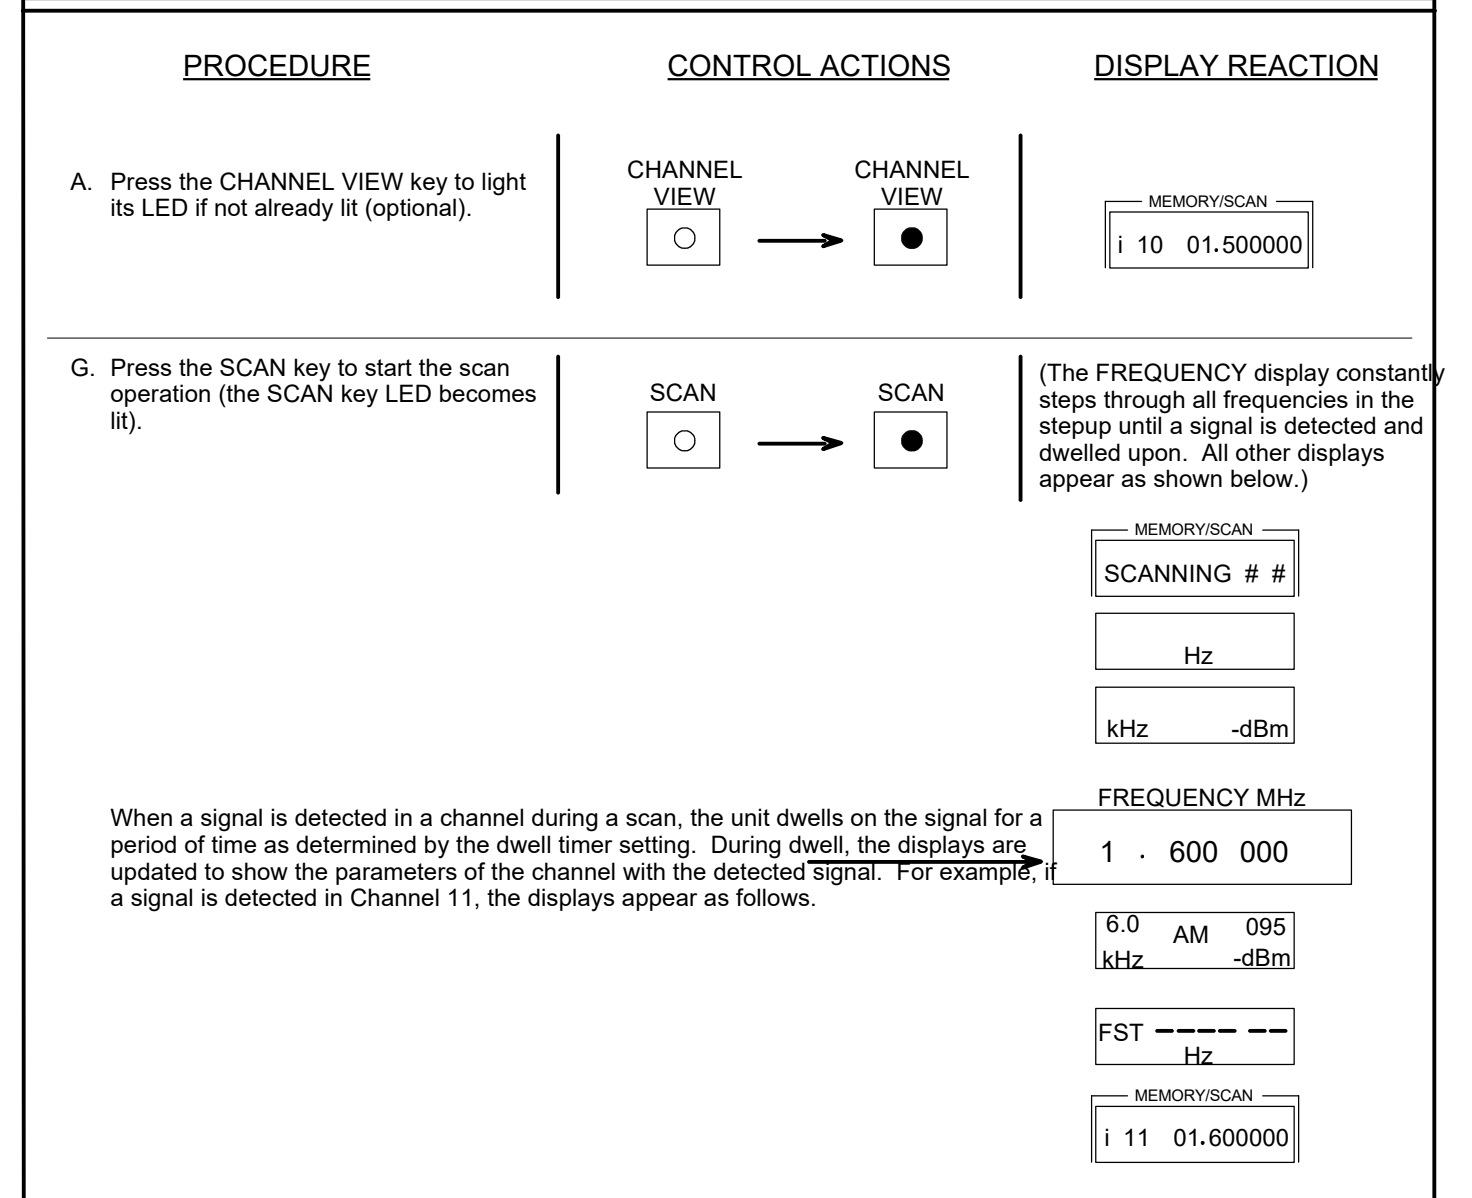 PROCEDURE
CONTROL ACTIONS
DISPLAY REACTION
A. Press the CHANNEL VIEW key to light
its LED if not already lit (optional).
CHANNEL
VIEW
CHANNEL
VIEW
MEMORY/SCAN
i 10 01.500000
G. Press the SCAN key to start the scan
operation (the SCAN key LED becomes
lit).
SCAN
SCAN
(The FREQUENCY display constantly
steps through all frequencies in the
stepup until a signal is detected and
dwelled upon. All other displays
appear as shown below.)
MEMORY/SCAN
SCANNING # #
Hz
kHz -dBm
When a signal is detected in a channel during a scan, the unit dwells on the signal for a
period of time as determined by the dwell timer setting. During dwell, the displays are
updated to show the parameters of the channel with the detected signal. For example, if
a signal is detected in Channel 11, the displays appear as follows.
FREQUENCY MHz
1 . 600 000
6.0 AM 095
kHz -dBm
FST ---- --
Hz
MEMORY/SCAN
i 11 01.600000